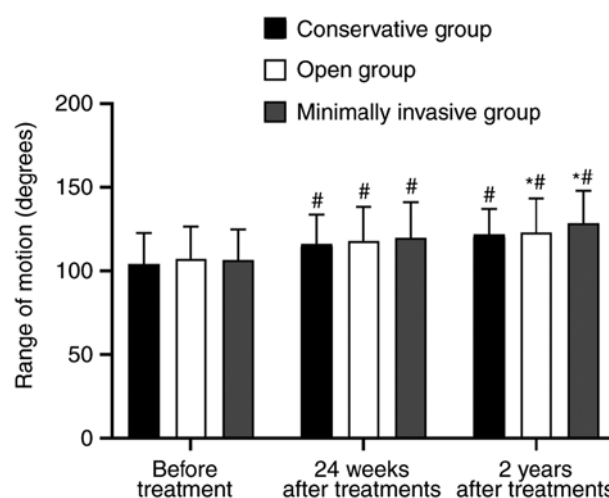 Conservative group
Open group
Minimally invasive group
Range of motion (degrees)
200
150
100
50
0
# # #
# *# *#
Before
treatment
24 weeks
after treatments
2 years
after treatments